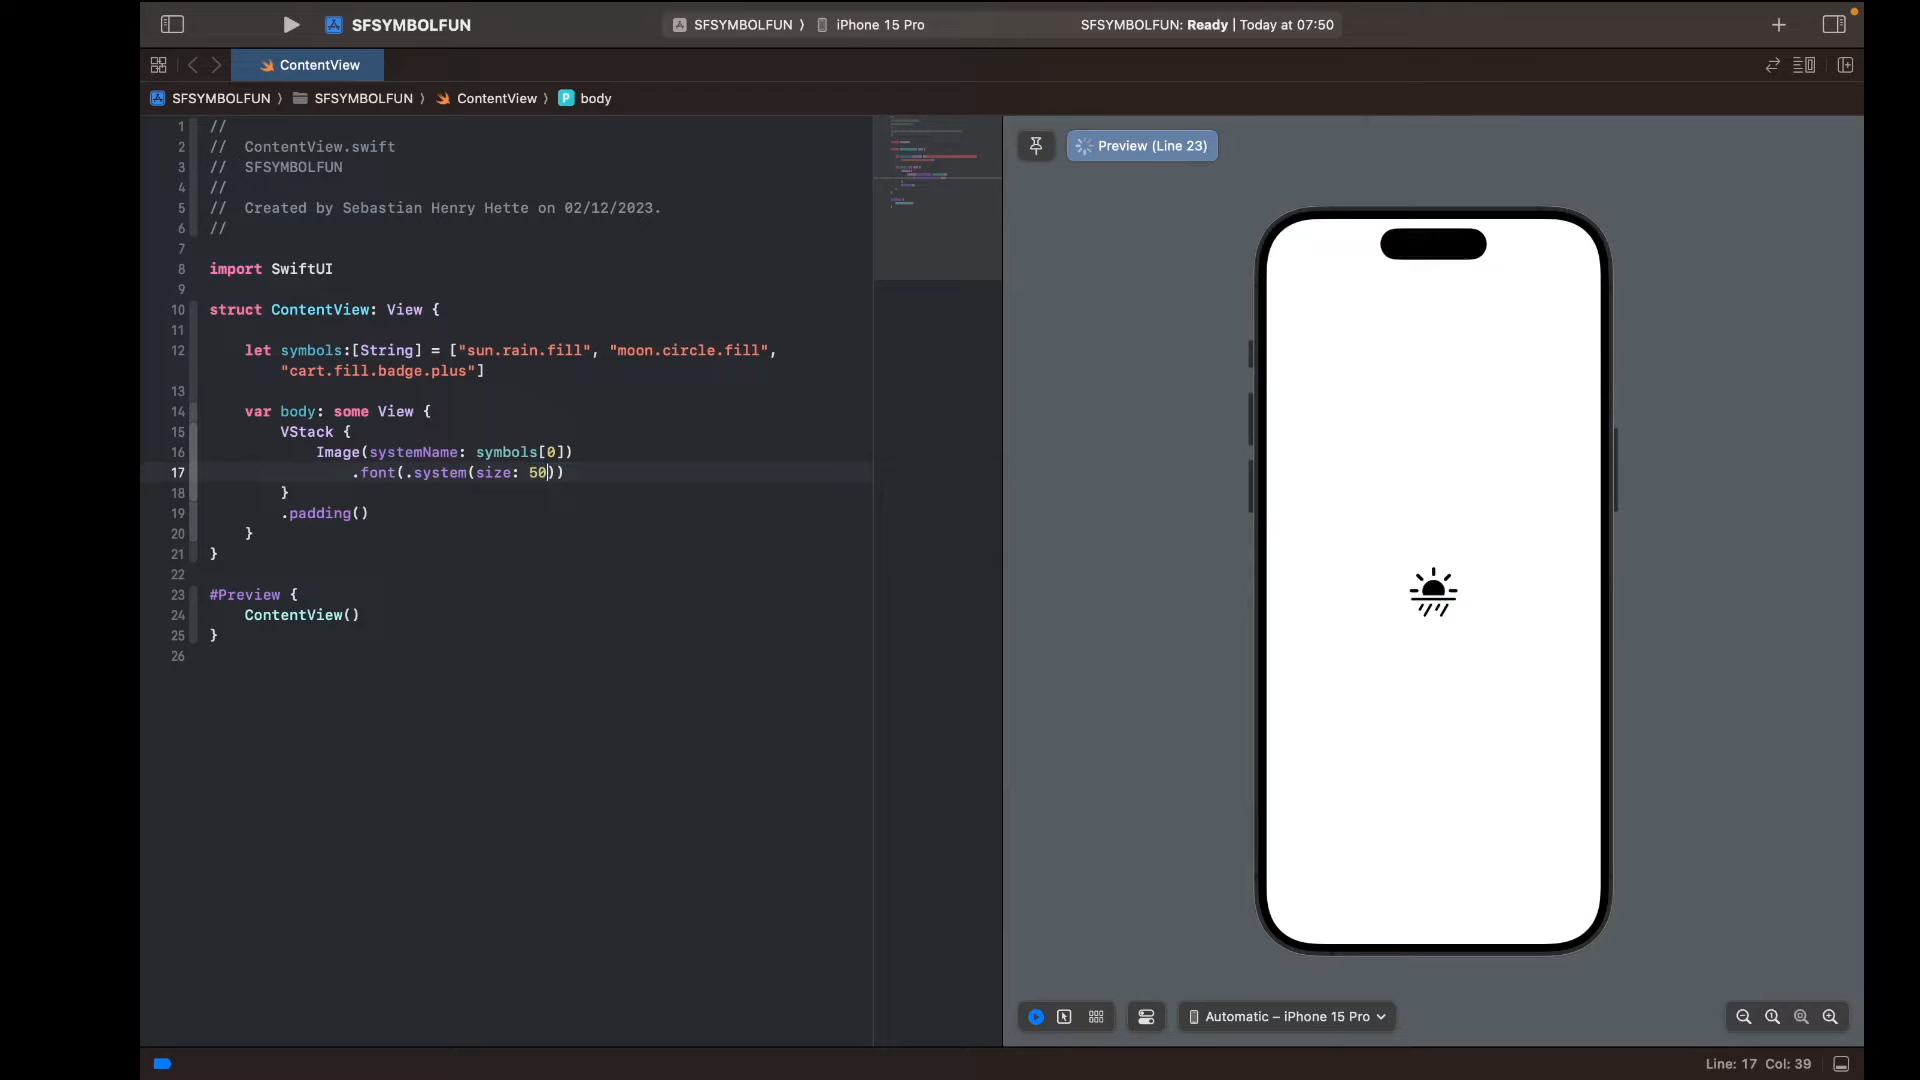 SFSYMBOLFUN
SFSYMBOLFUN 〉 iPhone 15 Pro
SFSYMBOLFUN: Ready | Today at 07:50
ContentView
SFSYMBOLFUN 〉 SFSYMBOLFUN 〉 ContentView 〉 P body
1 //
2 //  ContentView.swift
3 //  SFSYMBOLFUN
4 //
5 //  Created by Sebastian Henry Hette on 02/12/2023.
6 //
7
8 import SwiftUI
9
10 struct ContentView: View {
11
12     let symbols:[String] = ["sun.rain.fill", "moon.circle.fill",
"cart.fill.badge.plus"]
13
14     var body: some View {
15         VStack {
16             Image(systemName: symbols[0])
17                 .font(.system(size: 50))
18         }
19         .padding()
20     }
21 }
22
23 #Preview {
24     ContentView()
25 }
26
Preview (Line 23)
Automatic – iPhone 15 Pro
Line: 17 Col: 39